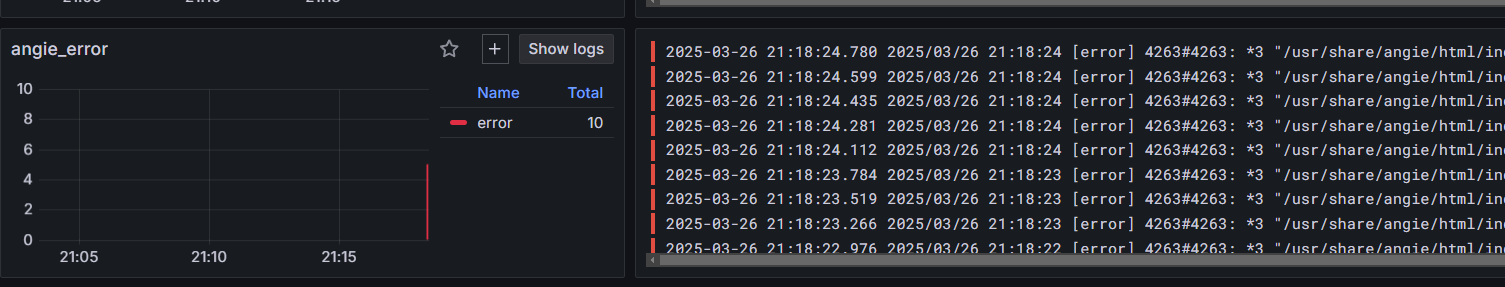 angie_error
Show logs
10
8
6
4
2
0
21:05
21:10
21:15
Name Total
error 10
2025-03-26 21:18:24.780 2025/03/26 21:18:24 [error] 4263#4263: *3 "/usr/share/angie/html/in
2025-03-26 21:18:24.599 2025/03/26 21:18:24 [error] 4263#4263: *3 "/usr/share/angie/html/in
2025-03-26 21:18:24.435 2025/03/26 21:18:24 [error] 4263#4263: *3 "/usr/share/angie/html/in
2025-03-26 21:18:24.281 2025/03/26 21:18:24 [error] 4263#4263: *3 "/usr/share/angie/html/in
2025-03-26 21:18:24.112 2025/03/26 21:18:24 [error] 4263#4263: *3 "/usr/share/angie/html/in
2025-03-26 21:18:23.784 2025/03/26 21:18:23 [error] 4263#4263: *3 "/usr/share/angie/html/in
2025-03-26 21:18:23.519 2025/03/26 21:18:23 [error] 4263#4263: *3 "/usr/share/angie/html/in
2025-03-26 21:18:23.266 2025/03/26 21:18:23 [error] 4263#4263: *3 "/usr/share/angie/html/in
2025-03-26 21:18:22.976 2025/03/26 21:18:22 [error] 4263#4263: *3 "/usr/share/angie/html/in